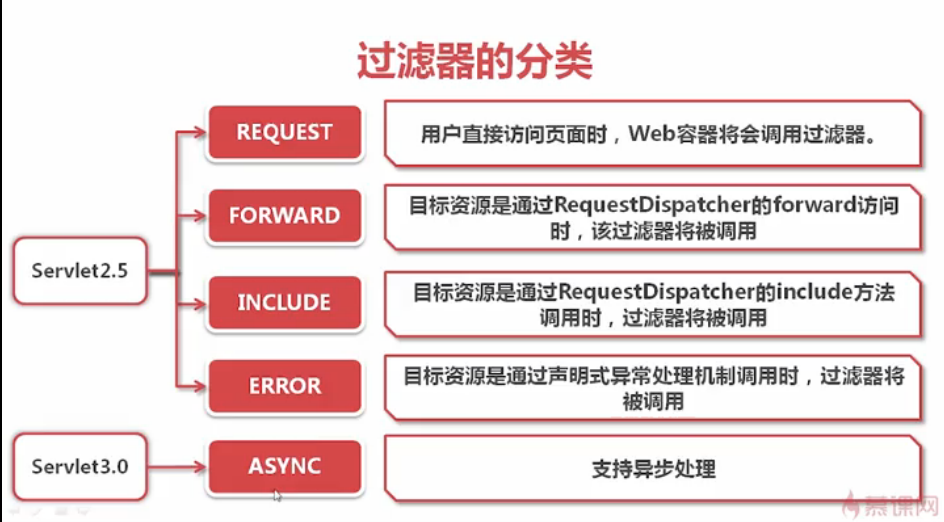 过滤器的分类
Servlet2.5
REQUEST
用户直接访问页面时，Web容器将会调用过滤器。
FORWARD
目标资源是通过RequestDispatcher的forward访问
时，该过滤器将被调用
INCLUDE
目标资源是通过RequestDispatcher的include方法
调用时，过滤器将被调用
ERROR
目标资源是通过声明式异常处理机制调用时，过滤器将
被调用
Servlet3.0
ASYNC
支持异步处理
慕课网